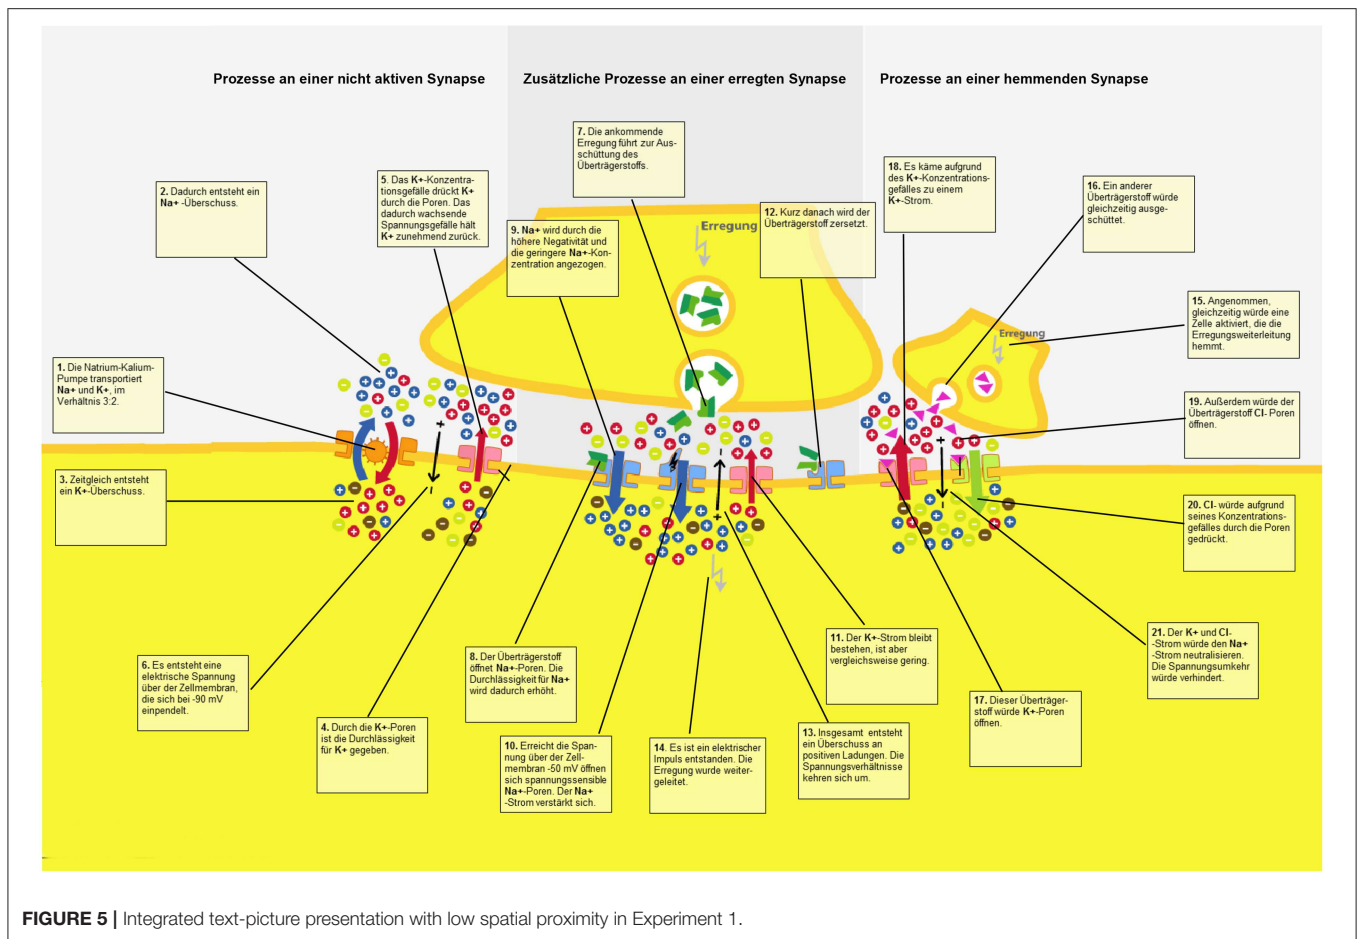 Prozesse an einer nicht aktiven Synapse
Zusätzliche Prozesse an einer erregten Synapse
Prozesse an einer hemmenden Synapse
1. Die Natrium-Kalium-
Pumpe transportiert
Na+ und K+, im
Verhältnis 3:2.
2. Dadurch entsteht ein
Na+ -Überschuss.
3. Zeitgleich entsteht
ein K+-Überschuss.
4. Durch die K+-Poren
ist die Durchlässigkeit
für K+ gegeben.
5. Das K+-Konzentra-
tionsgefälle drückt K+
durch die Poren. Das
dadurch wachsende
Spannungsgefälle hält
K+ zunehmend zurück.
6. Es entsteht eine
elektrische Spannung
über der Zellmembran,
die sich bei -90 mV
einpendelt.
7. Die ankommende
Erregung führt zur Aus-
schüttung des
Überträgerstoffs.
8. Der Überträgerstoff
öffnet Na+-Poren. Die
Durchlässigkeit für Na+
wird dadurch erhöht.
9. Na+ wird durch die
höhere Negativität und
die geringere Na+-Kon-
zentration angezogen.
10. Erreicht die Span-
nung über der Zell-
membran -50 mV öffnen
sich spannungssensible
Na+-Poren. Der Na+
-Strom verstärkt sich.
11. Der K+-Strom bleibt
bestehen, ist aber
vergleichsweise gering.
12. Kurz danach wird der
Überträgerstoff zersetzt.
13. Insgesamt entsteht
ein Überschuss an
positiven Ladungen. Die
Spannungsverhältnisse
kehren sich um.
14. Es ist ein elektrischer
Impuls entstanden. Die
Erregung wurde weiter-
geleitet.
Erregung
15. Angenommen,
gleichzeitig würde eine
Zelle aktiviert, die die
Erregungsweiterleitung
hemmt.
Erregung
16. Ein anderer
Überträgerstoff würde
gleichzeitig ausge-
schüttet.
17. Dieser Überträger-
stoff würde K+-Poren
öffnen.
18. Es käme aufgrund
des K+-Konzentrations-
gefälles zu einem
K+-Strom.
19. Außerdem würde der
Überträgerstoff Cl- Poren
öffnen.
20. Cl- würde aufgrund
seines Konzentrations-
gefälles durch die Poren
gedrückt.
21. Der K+ und Cl-
-Strom würde den Na+
-Strom neutralisieren.
Die Spannungsumkehr
würde verhindert.
FIGURE 5 | Integrated text-picture presentation with low spatial proximity in Experiment 1.